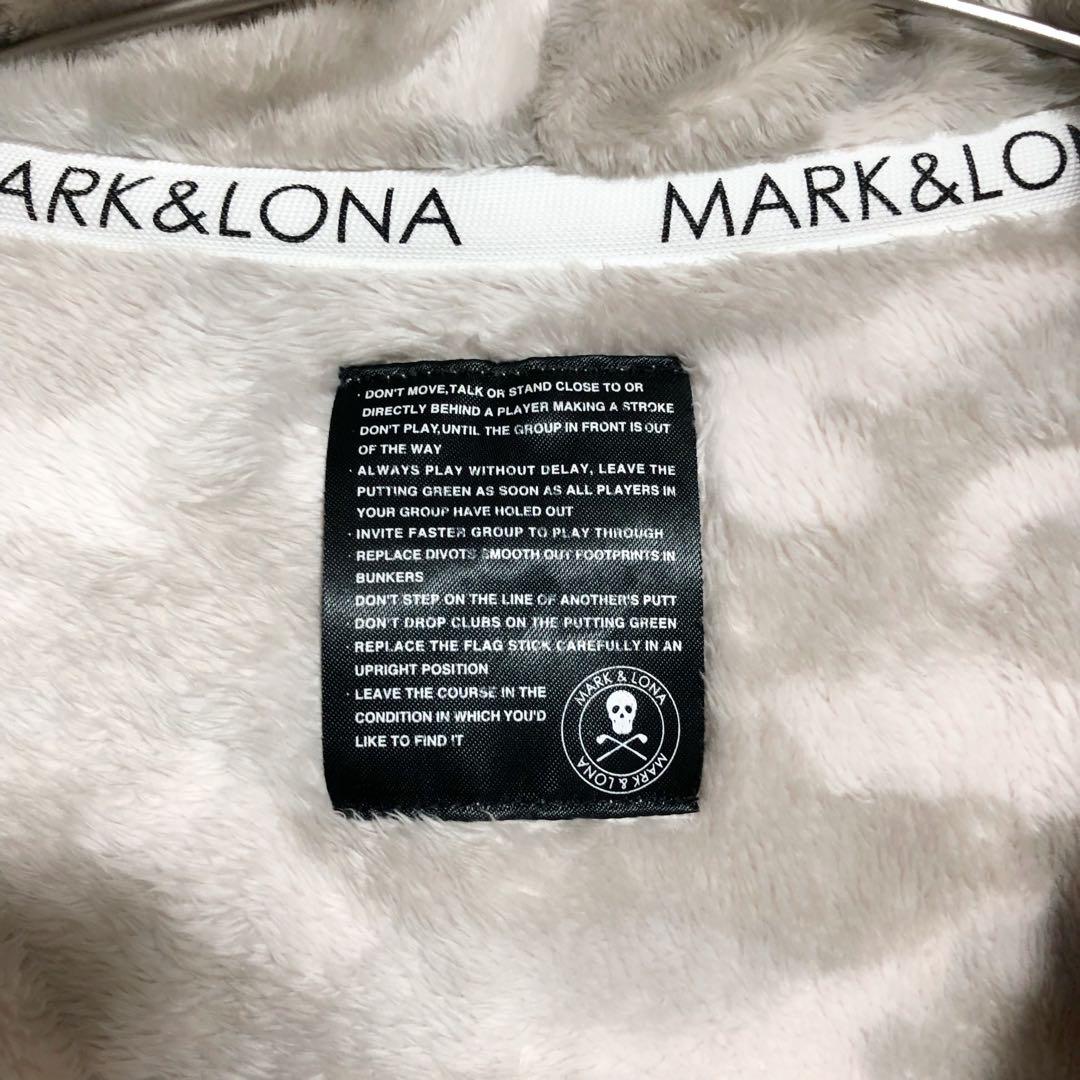 ARK&LONA MARK&LO
· DON'T MOVE,TALK OR STAND CLOSE TO OR
DIRECTLY BEHIND A PLAYER MAKING A STROKE
DON'T PLAY,UNTIL THE GROUP IN FRONT IS OUT
OF THE WAY
· ALWAYS PLAY WITHOUT DELAY, LEAVE THE
PUTTING GREEN AS SOON AS ALL PLAYERS IN
YOUR GROUP HAVE HOLED OUT
· INVITE FASTER GROUP TO PLAY THROUGH
REPLACE DIVOTS SMOOTH OUT FOOTPRINTS IN
BUNKERS
DON'T STEP ON THE LINE OF ANOTHER'S PUTT
DON'T DROP CLUBS ON THE PUTTING GREEN
· REPLACE THE FLAG STICK CAREFULLY IN AN
UPRIGHT POSITION
· LEAVE THE COURSE IN THE
CONDITION IN WHICH YOU'D
LIKE TO FIND IT
MARK & LONA
MARK & LONA